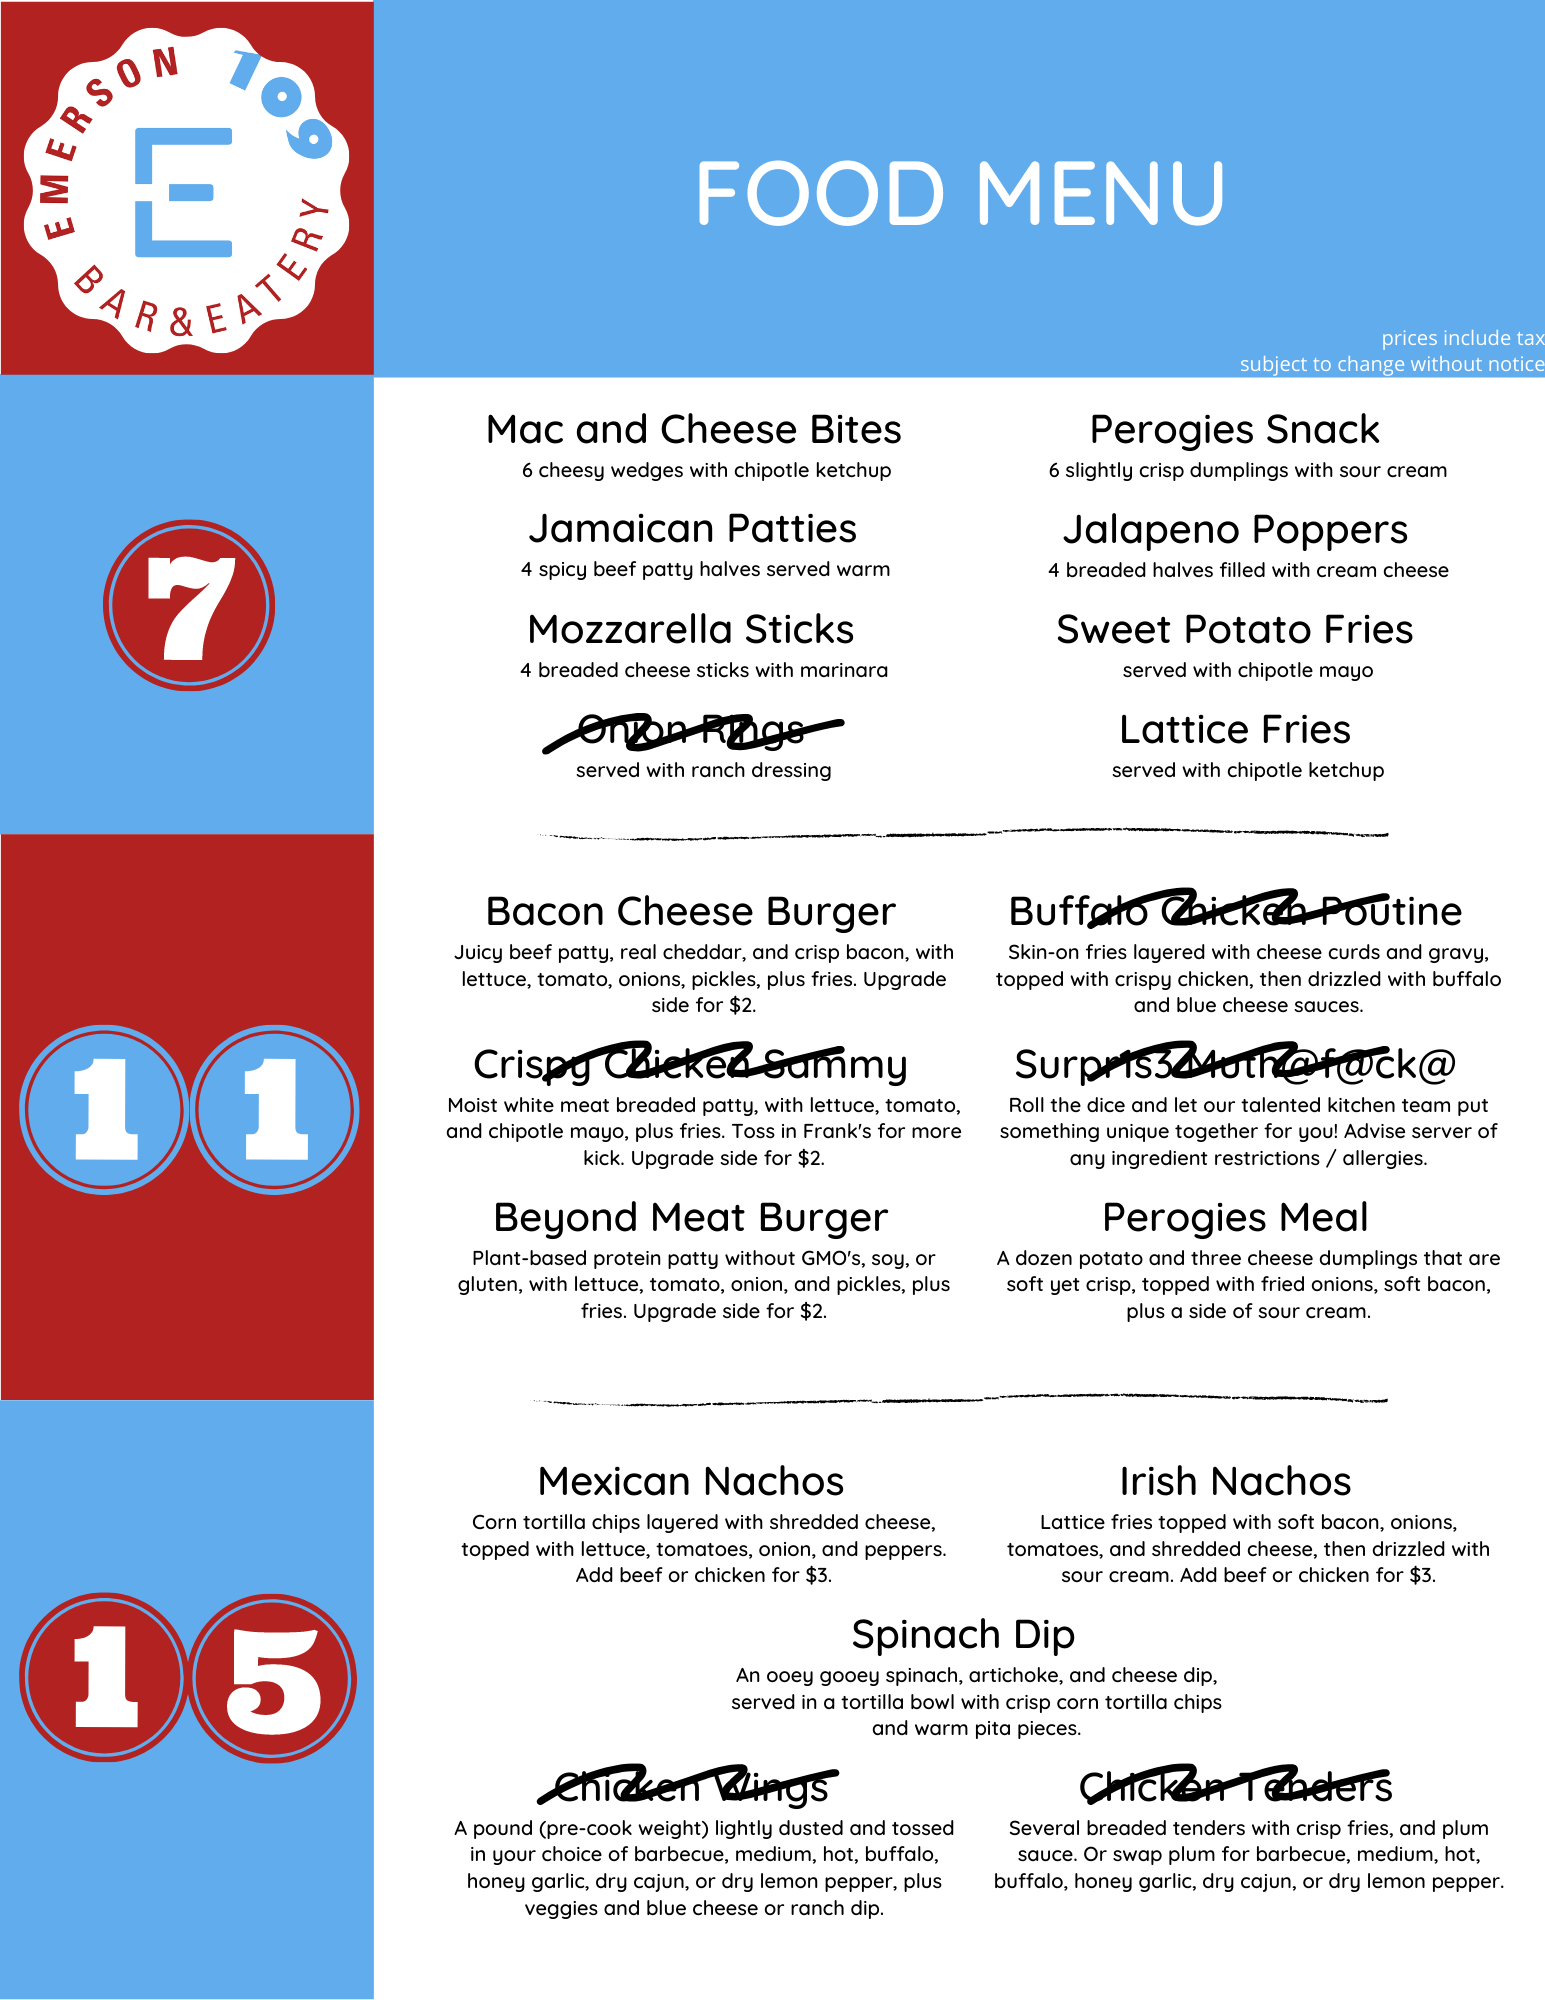 EMERSON 109
E
BAR & EATERY
FOOD MENU
prices include tax
subject to change without notice
7
Mac and Cheese Bites
6 cheesy wedges with chipotle ketchup
Perogies Snack
6 slightly crisp dumplings with sour cream
Jamaican Patties
4 spicy beef patty halves served warm
Jalapeno Poppers
4 breaded halves filled with cream cheese
Mozzarella Sticks
4 breaded cheese sticks with marinara
Sweet Potato Fries
served with chipotle mayo
Onion Rings
served with ranch dressing
Lattice Fries
served with chipotle ketchup
11
Bacon Cheese Burger
Juicy beef patty, real cheddar, and crisp bacon, with
lettuce, tomato, onions, pickles, plus fries. Upgrade
side for $2.
Buffalo Chicken Poutine
Skin-on fries layered with cheese curds and gravy,
topped with crispy chicken, then drizzled with buffalo
and blue cheese sauces.
Crispy Chicken Sammy
Moist white meat breaded patty, with lettuce, tomato,
and chipotle mayo, plus fries. Toss in Frank's for more
kick. Upgrade side for $2.
Surpr1s3 Muth@f@ck@
Roll the dice and let our talented kitchen team put
something unique together for you! Advise server of
any ingredient restrictions / allergies.
Beyond Meat Burger
Plant-based protein patty without GMO's, soy, or
gluten, with lettuce, tomato, onion, and pickles, plus
fries. Upgrade side for $2.
Perogies Meal
A dozen potato and three cheese dumplings that are
soft yet crisp, topped with fried onions, soft bacon,
plus a side of sour cream.
15
Mexican Nachos
Corn tortilla chips layered with shredded cheese,
topped with lettuce, tomatoes, onion, and peppers.
Add beef or chicken for $3.
Irish Nachos
Lattice fries topped with soft bacon, onions,
tomatoes, and shredded cheese, then drizzled with
sour cream. Add beef or chicken for $3.
Spinach Dip
An ooey gooey spinach, artichoke, and cheese dip,
served in a tortilla bowl with crisp corn tortilla chips
and warm pita pieces.
Chicken Wings
A pound (pre-cook weight) lightly dusted and tossed
in your choice of barbecue, medium, hot, buffalo,
honey garlic, dry cajun, or dry lemon pepper, plus
veggies and blue cheese or ranch dip.
Chicken Tenders
Several breaded tenders with crisp fries, and plum
sauce. Or swap plum for barbecue, medium, hot,
buffalo, honey garlic, dry cajun, or dry lemon pepper.